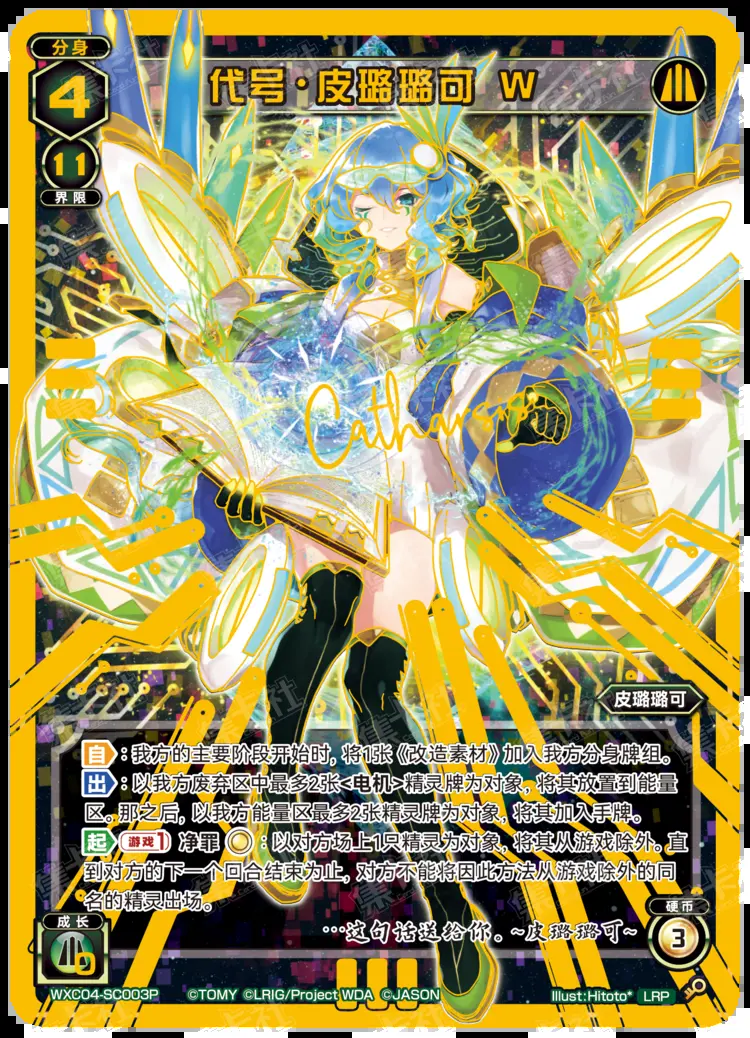 分身
代号·皮璐璐可 W
4
11
界限
Catharsis
皮璐璐可
自：我方的主要阶段开始时，将1张《改造素材》加入我方分身牌组。
出：以我方废弃区中最多2张<电机>精灵牌为对象，将其放置到能量
区。那之后，以我方能量区最多2张精灵牌为对象，将其加入手牌。
起 游戏1 净罪：以对方场上1只精灵为对象，将其从游戏除外。直
到对方的下一个回合结束为止，对方不能将因此方法从游戏除外的同
名的精灵出场。
…这句话送给你。~皮璐璐可~
成长
0
硬币
3
WXC04-SC003P ©TOMY ©LRIG/Project WDA ©JASON Illust:Hitoto* LRP
集卡社